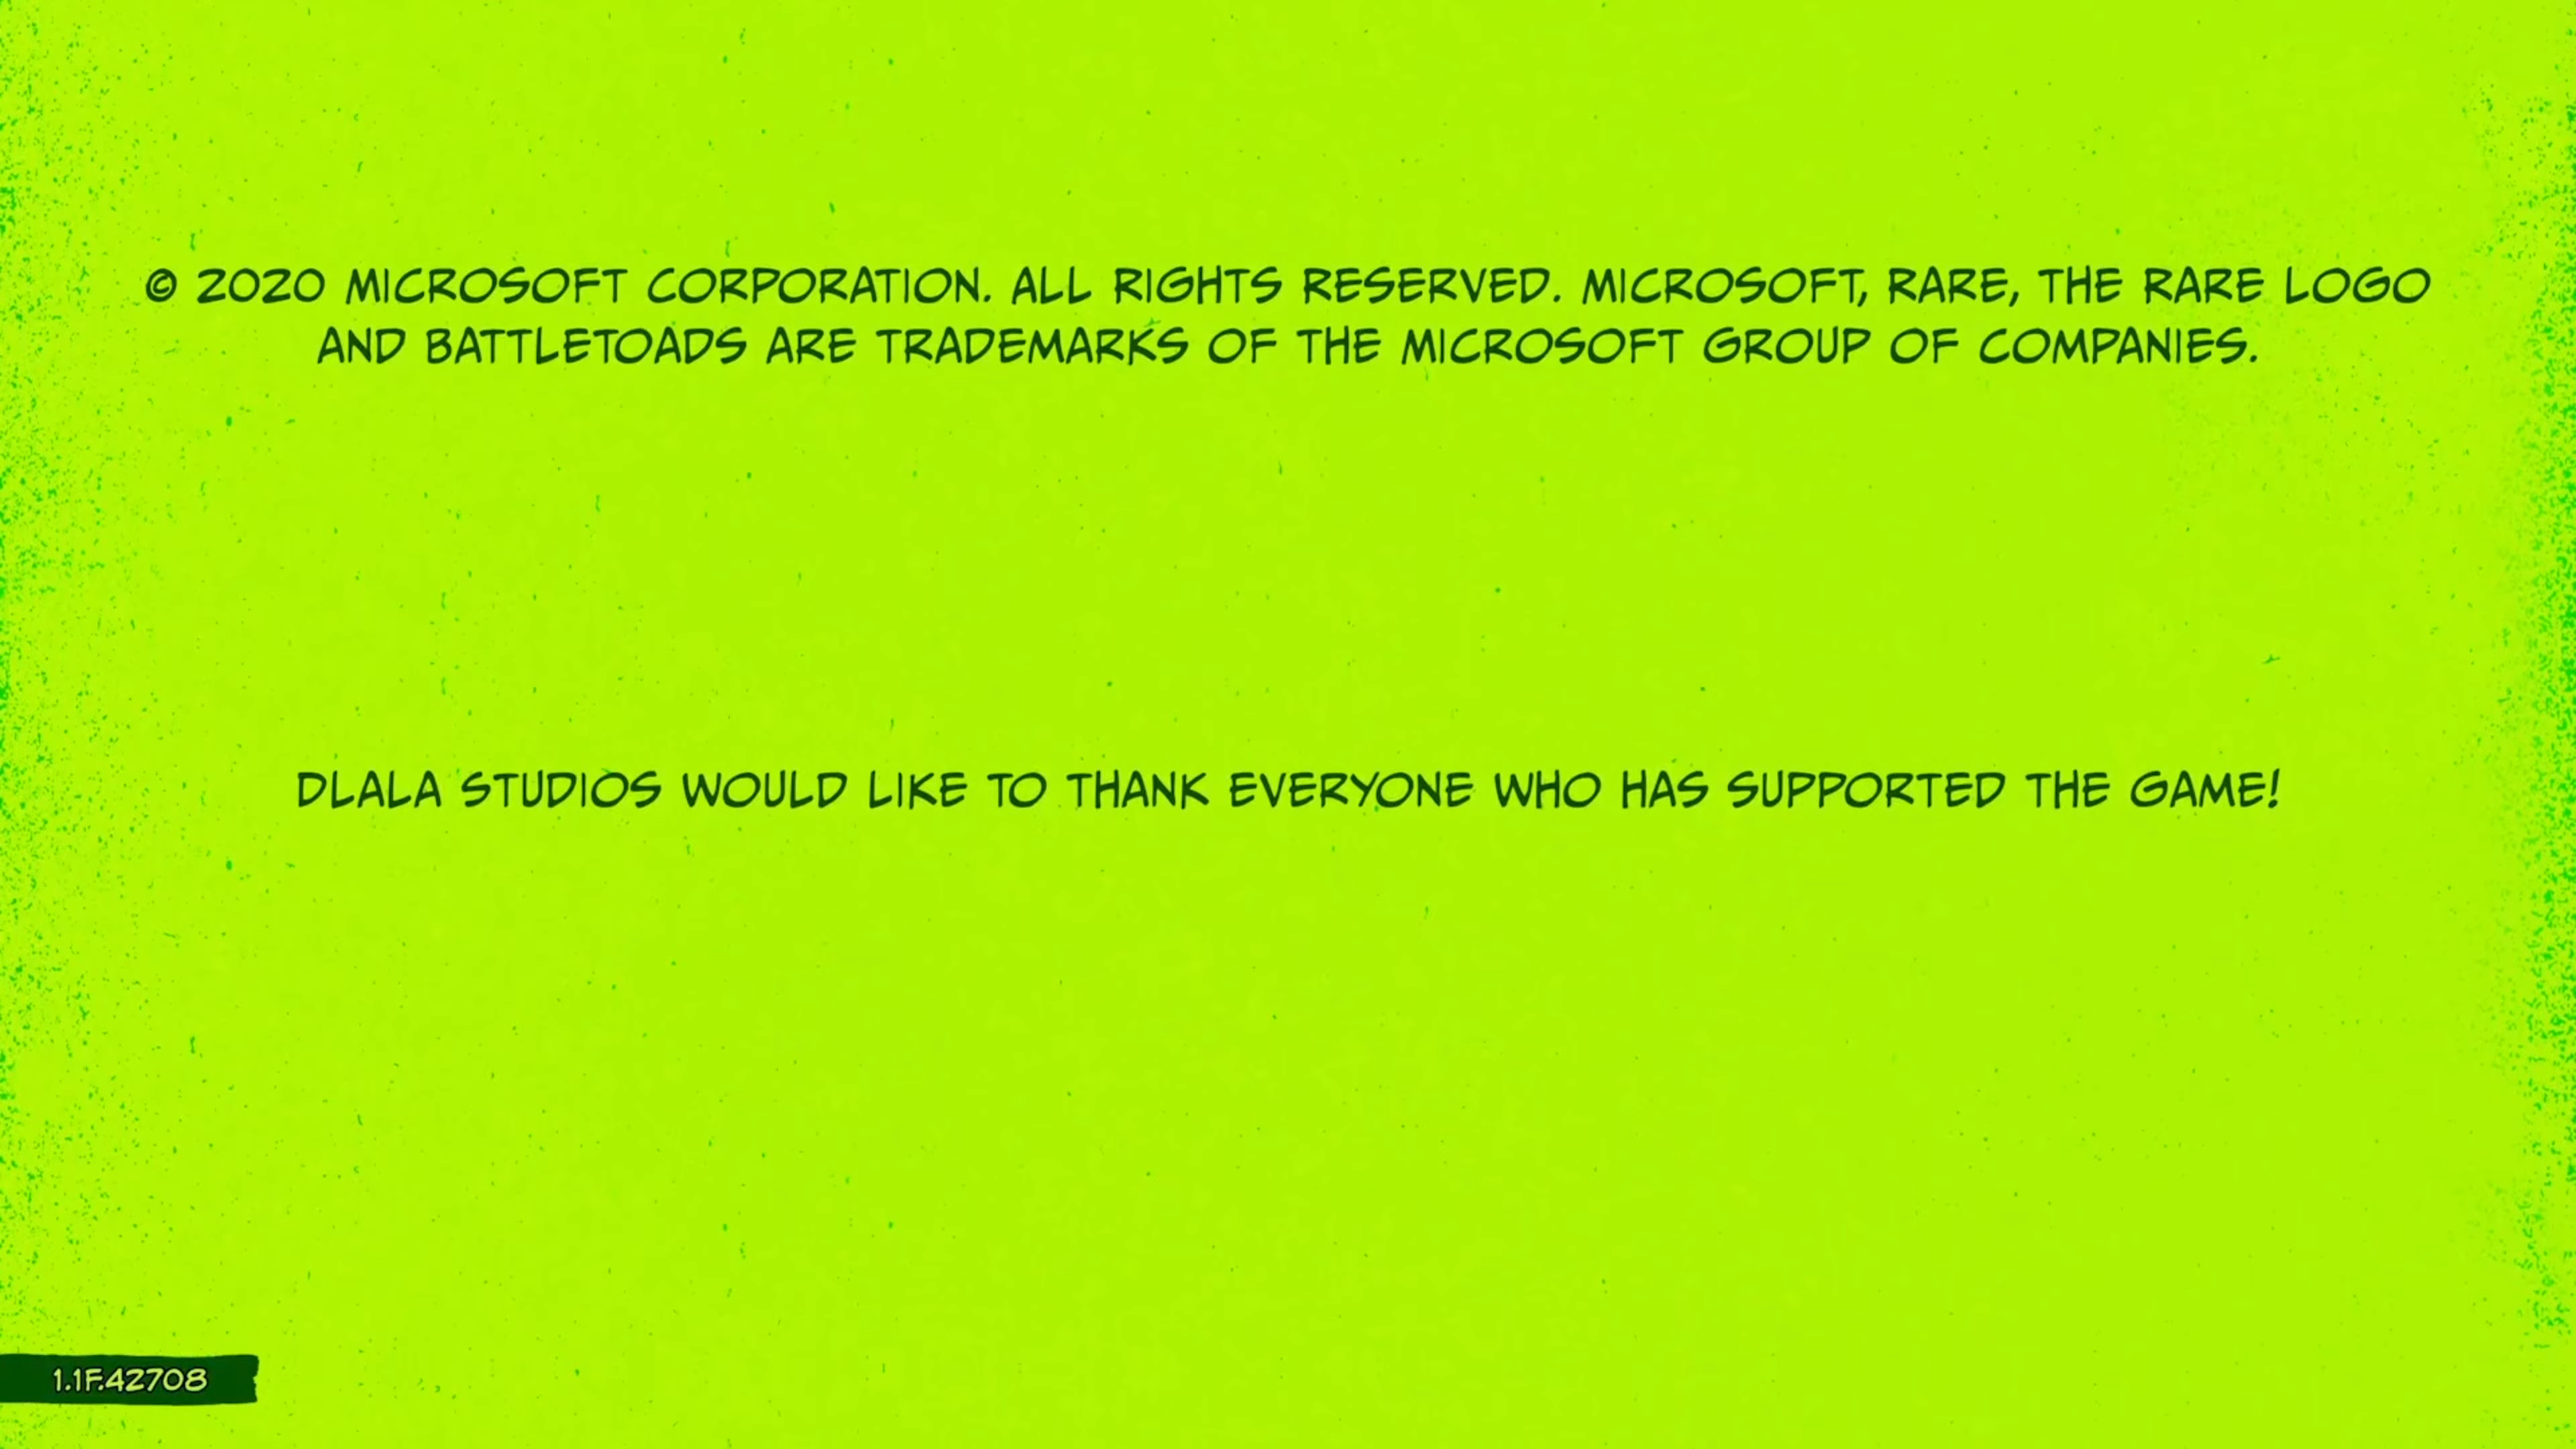 © 2020 MICROSOFT CORPORATION. ALL RIGHTS RESERVED. MICROSOFT, RARE, THE RARE LOGO
AND BATTLETOADS ARE TRADEMARKS OF THE MICROSOFT GROUP OF COMPANIES.
DLALA STUDIOS WOULD LIKE TO THANK EVERYONE WHO HAS SUPPORTED THE GAME!
1.1F.42708